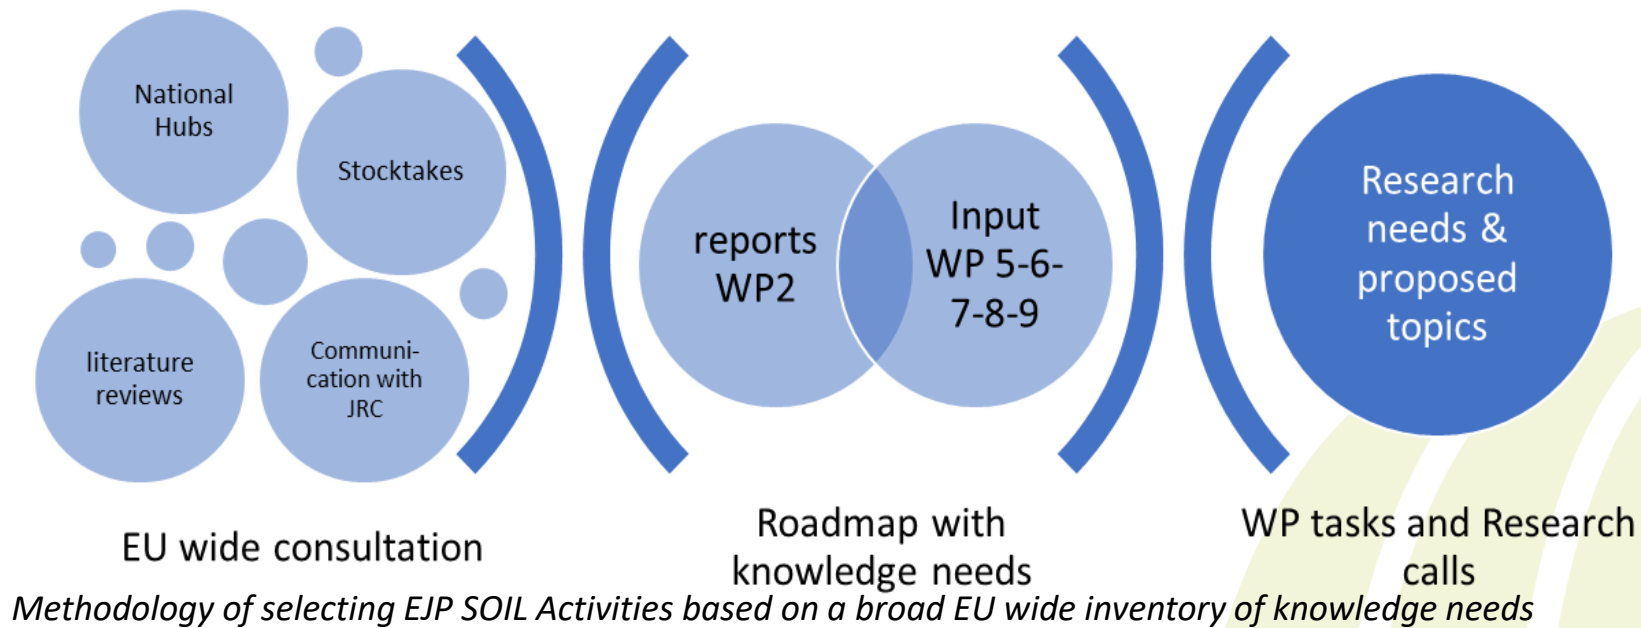 National
Hubs
Stocktakes
literature
reviews
Communi-
cation with
JRC
EU wide consultation
reports
WP2
Input
WP 5-6-
7-8-9
Roadmap with
knowledge needs
Research
needs &
proposed
topics
WP tasks and Research
calls
Methodology of selecting EJP SOIL Activities based on a broad EU wide inventory of knowledge needs